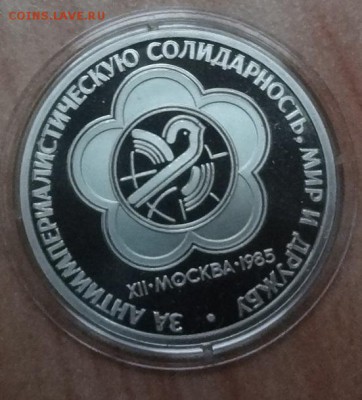 COINS.LAVE.RU
ЗА АНТИИМПЕРИАЛИСТИЧЕСКУЮ СОЛИДАРНОСТЬ, МИР И ДРУЖБУ
XII·МОСКВА·1985